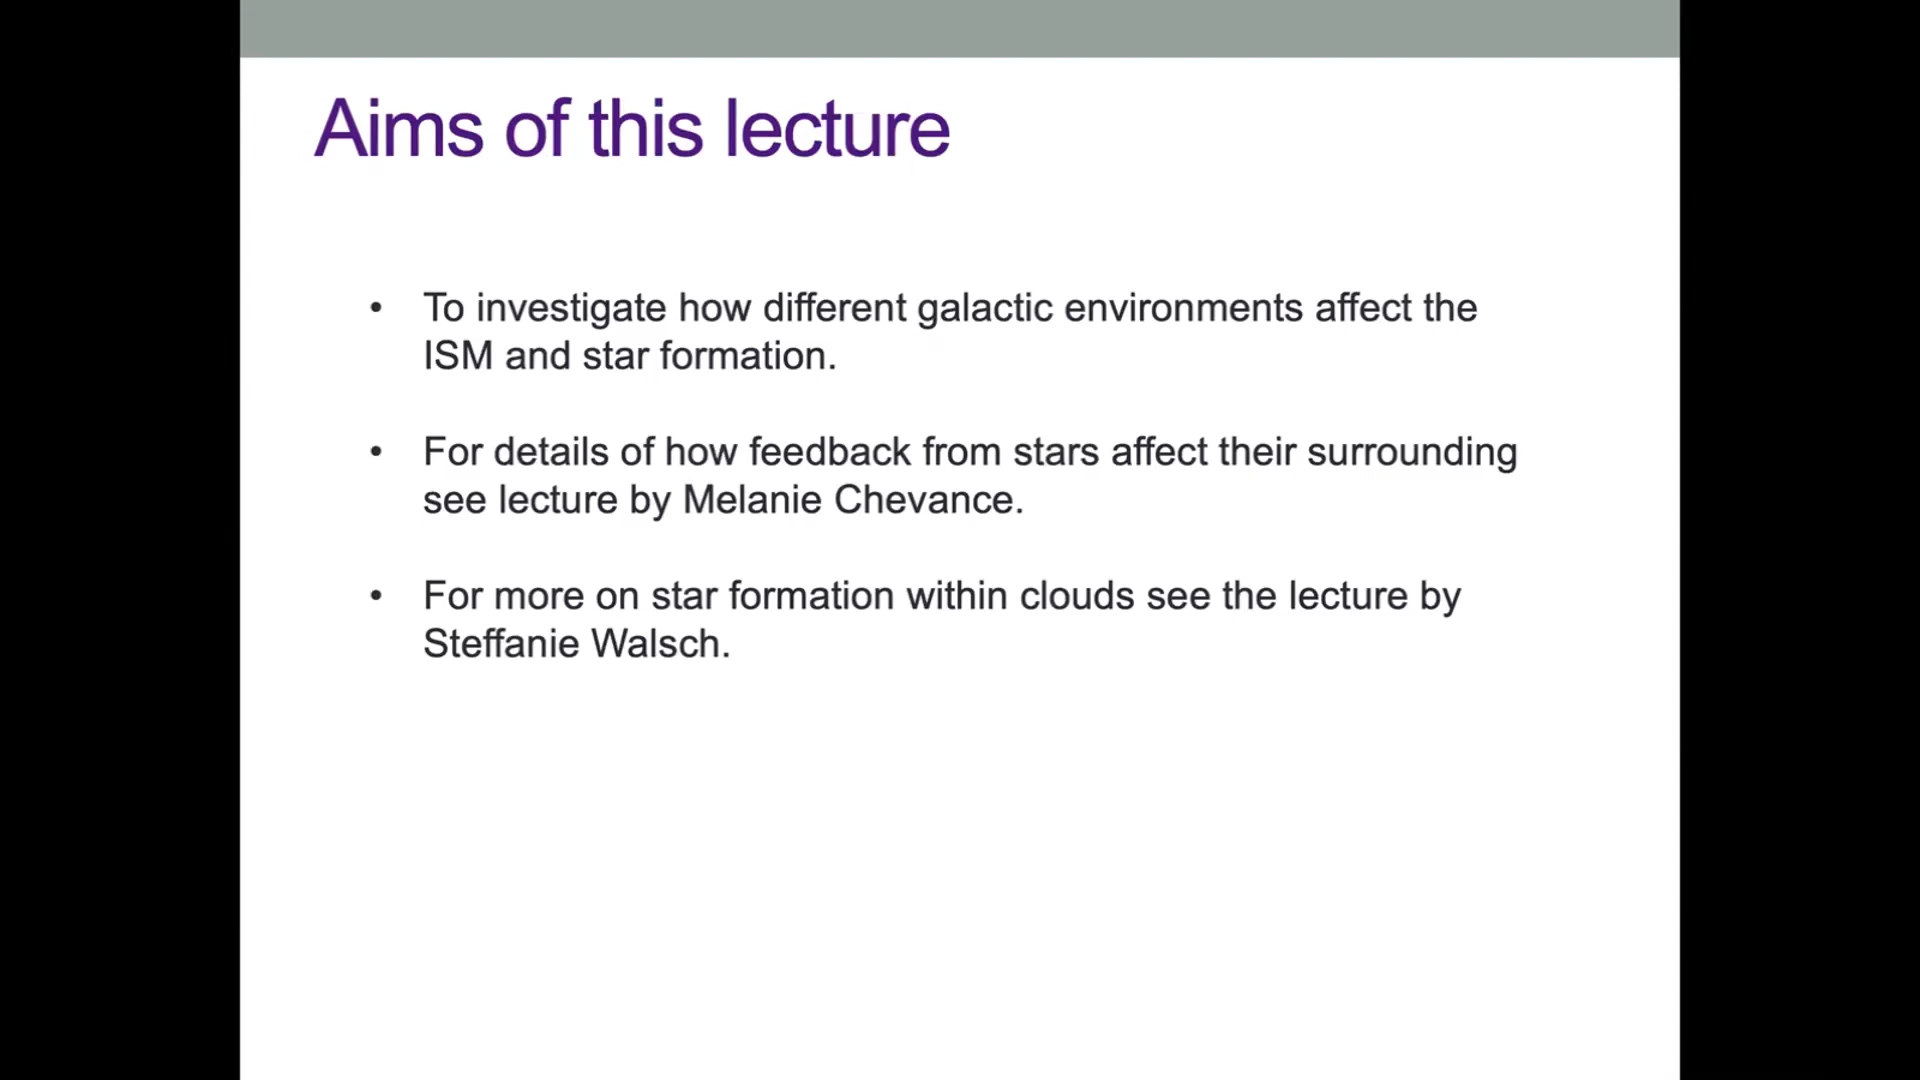 Aims of this lecture
• To investigate how different galactic environments affect the
ISM and star formation.
• For details of how feedback from stars affect their surrounding
see lecture by Melanie Chevance.
• For more on star formation within clouds see the lecture by
Steffanie Walsch.